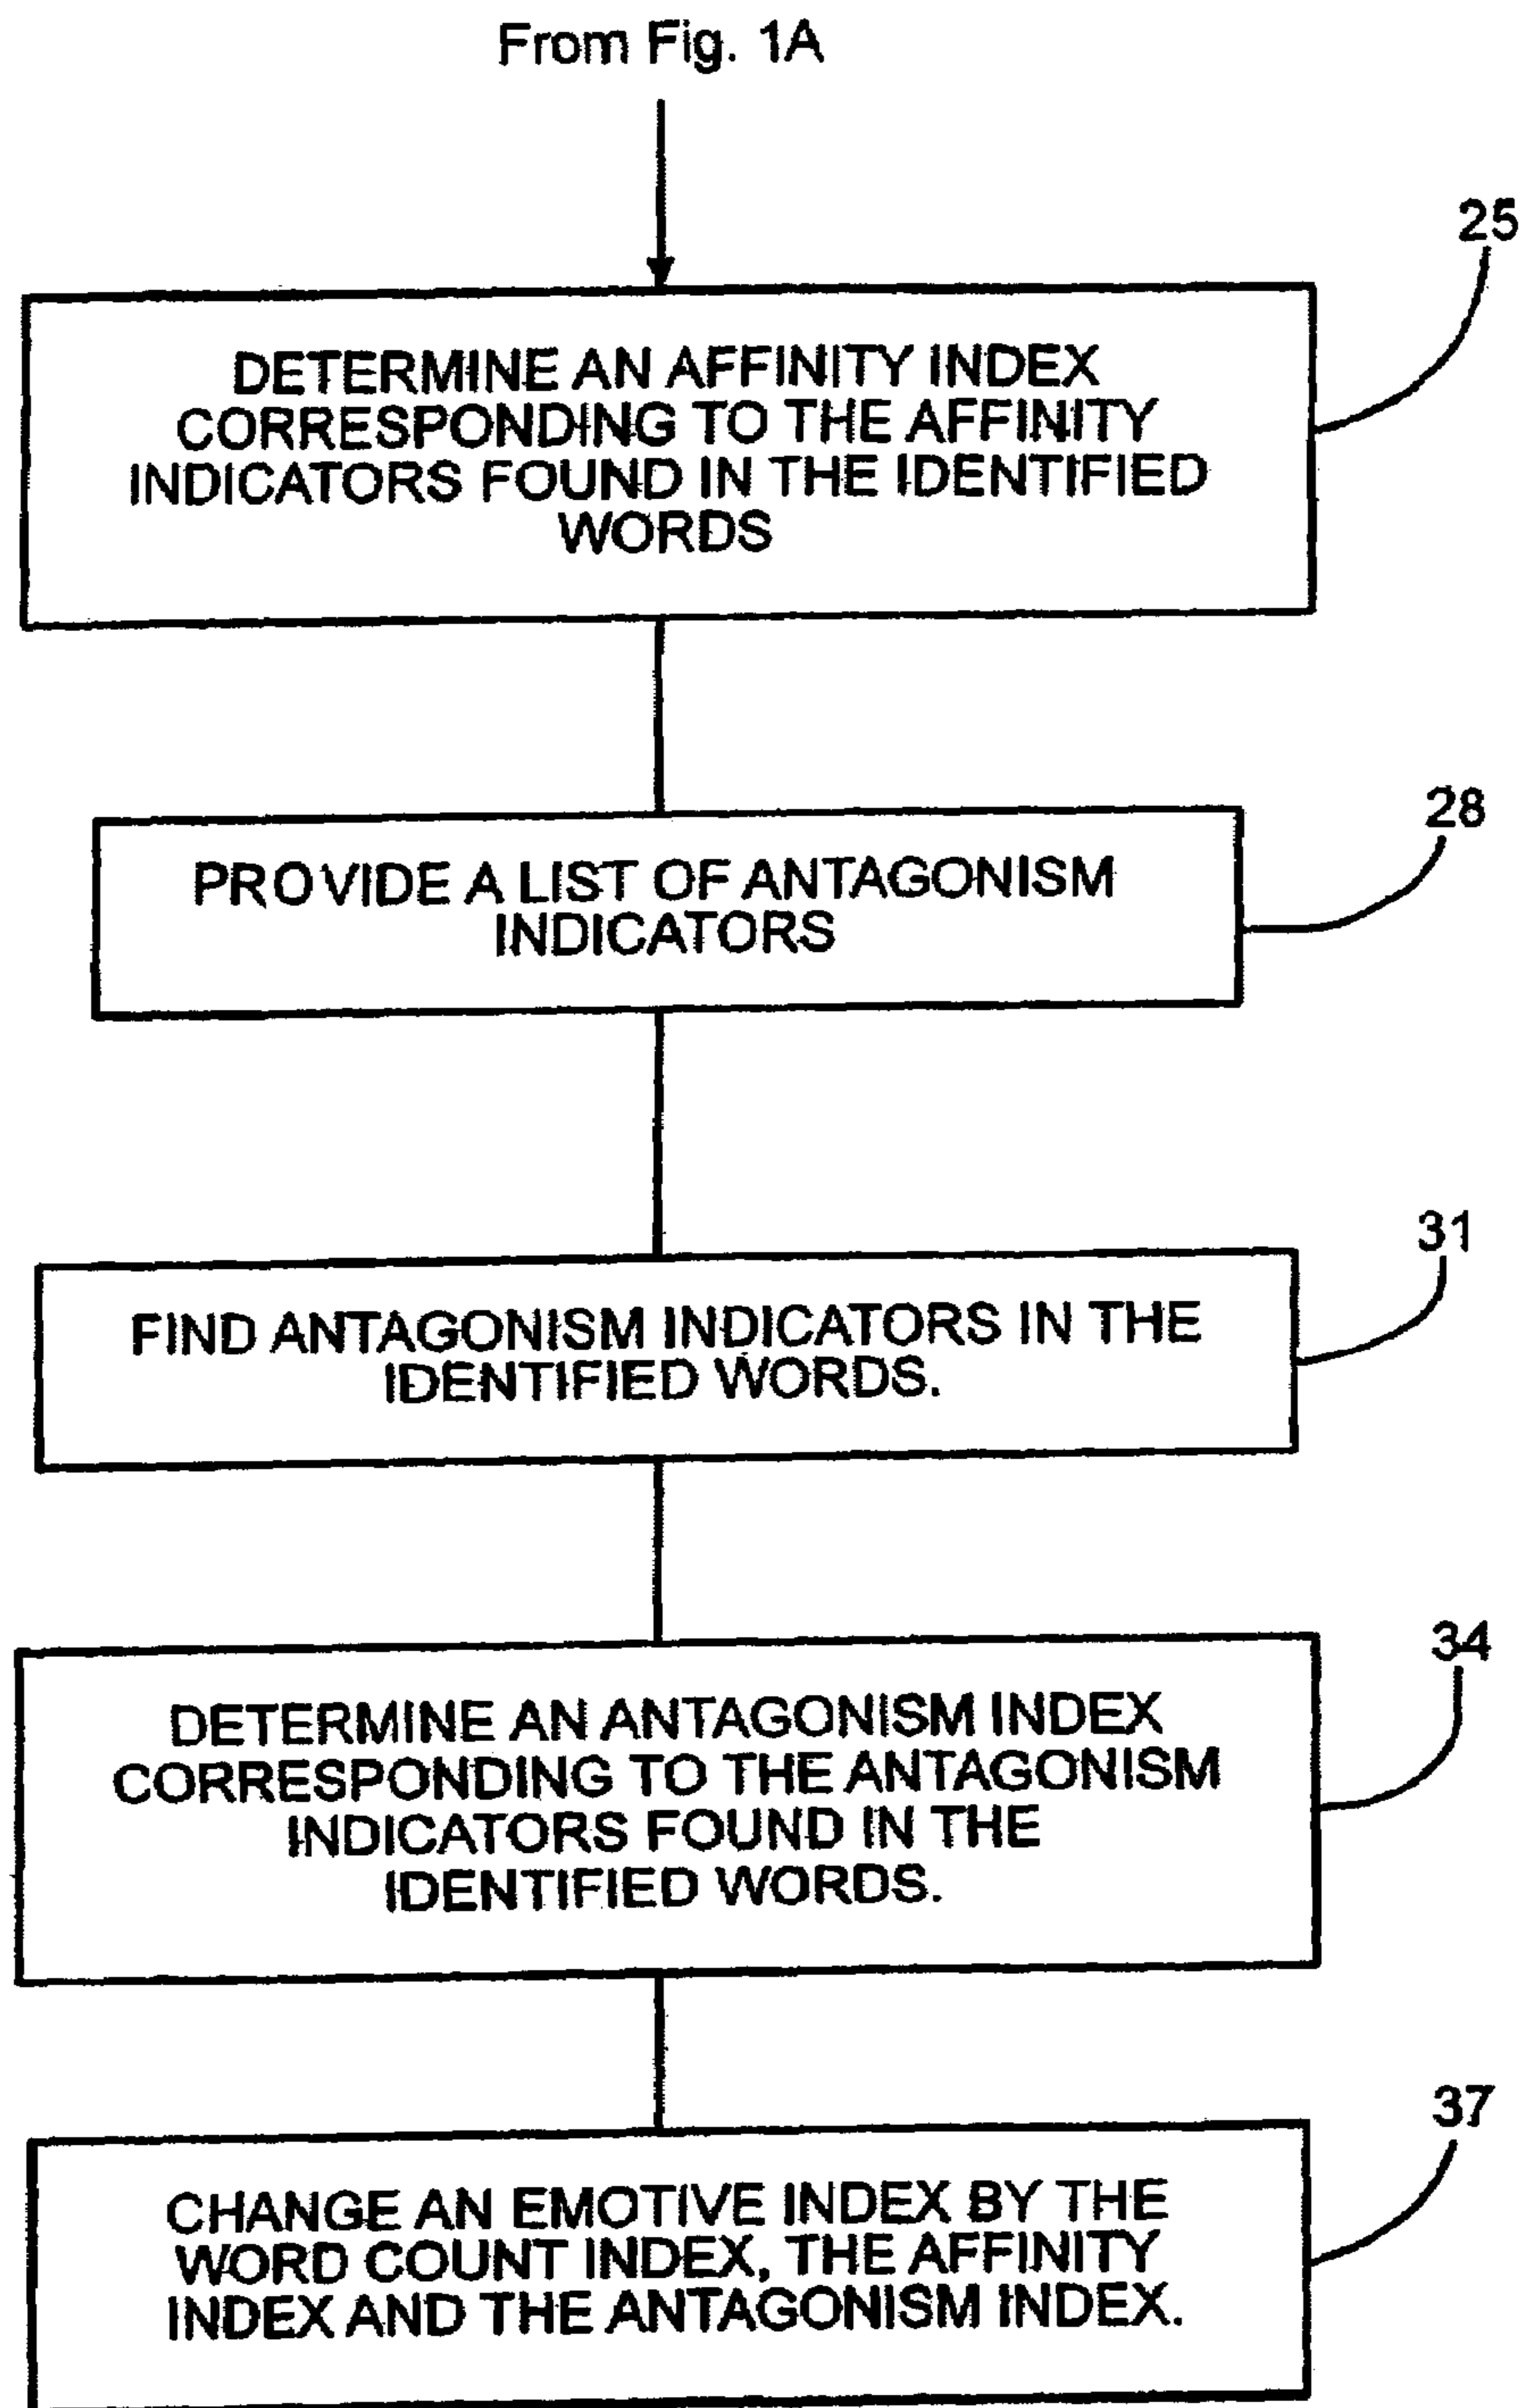 From Fig. 1A
25
DETERMINE AN AFFINITY INDEX
CORRESPONDING TO THE AFFINITY
INDICATORS FOUND IN THE IDENTIFIED
WORDS
28
PROVIDE A LIST OF ANTAGONISM
INDICATORS
31
FIND ANTAGONISM INDICATORS IN THE
IDENTIFIED WORDS.
34
DETERMINE AN ANTAGONISM INDEX
CORRESPONDING TO THE ANTAGONISM
INDICATORS FOUND IN THE
IDENTIFIED WORDS.
37
CHANGE AN EMOTIVE INDEX BY THE
WORD COUNT INDEX, THE AFFINITY
INDEX AND THE ANTAGONISM INDEX.